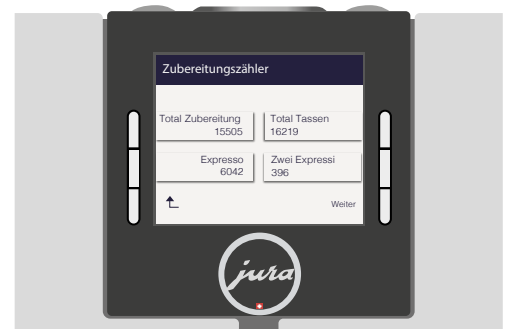 Zubereitungszähler
Total Zubereitung
15505
Total Tassen
16219
Expresso
6042
Zwei Expressi
396
Weiter
jura